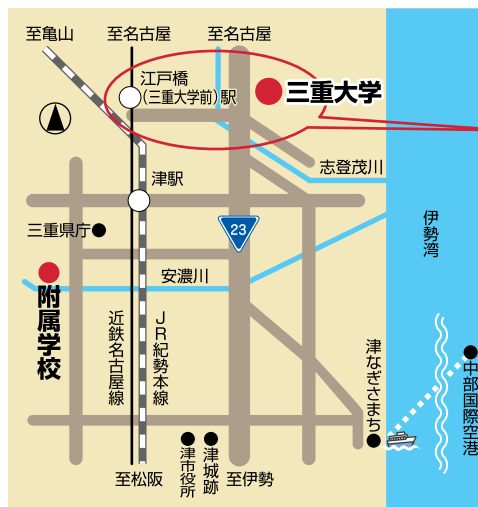 至亀山
至名古屋
至名古屋
江戸橋
(三重大学前)駅
三重大学
志登茂川
津駅
三重県庁
23
伊勢湾
安濃川
附属学校
近鉄名古屋線
JR紀勢本線
津なぎさまち
中部国際空港
津市役所
津城跡
至松阪
至伊勢